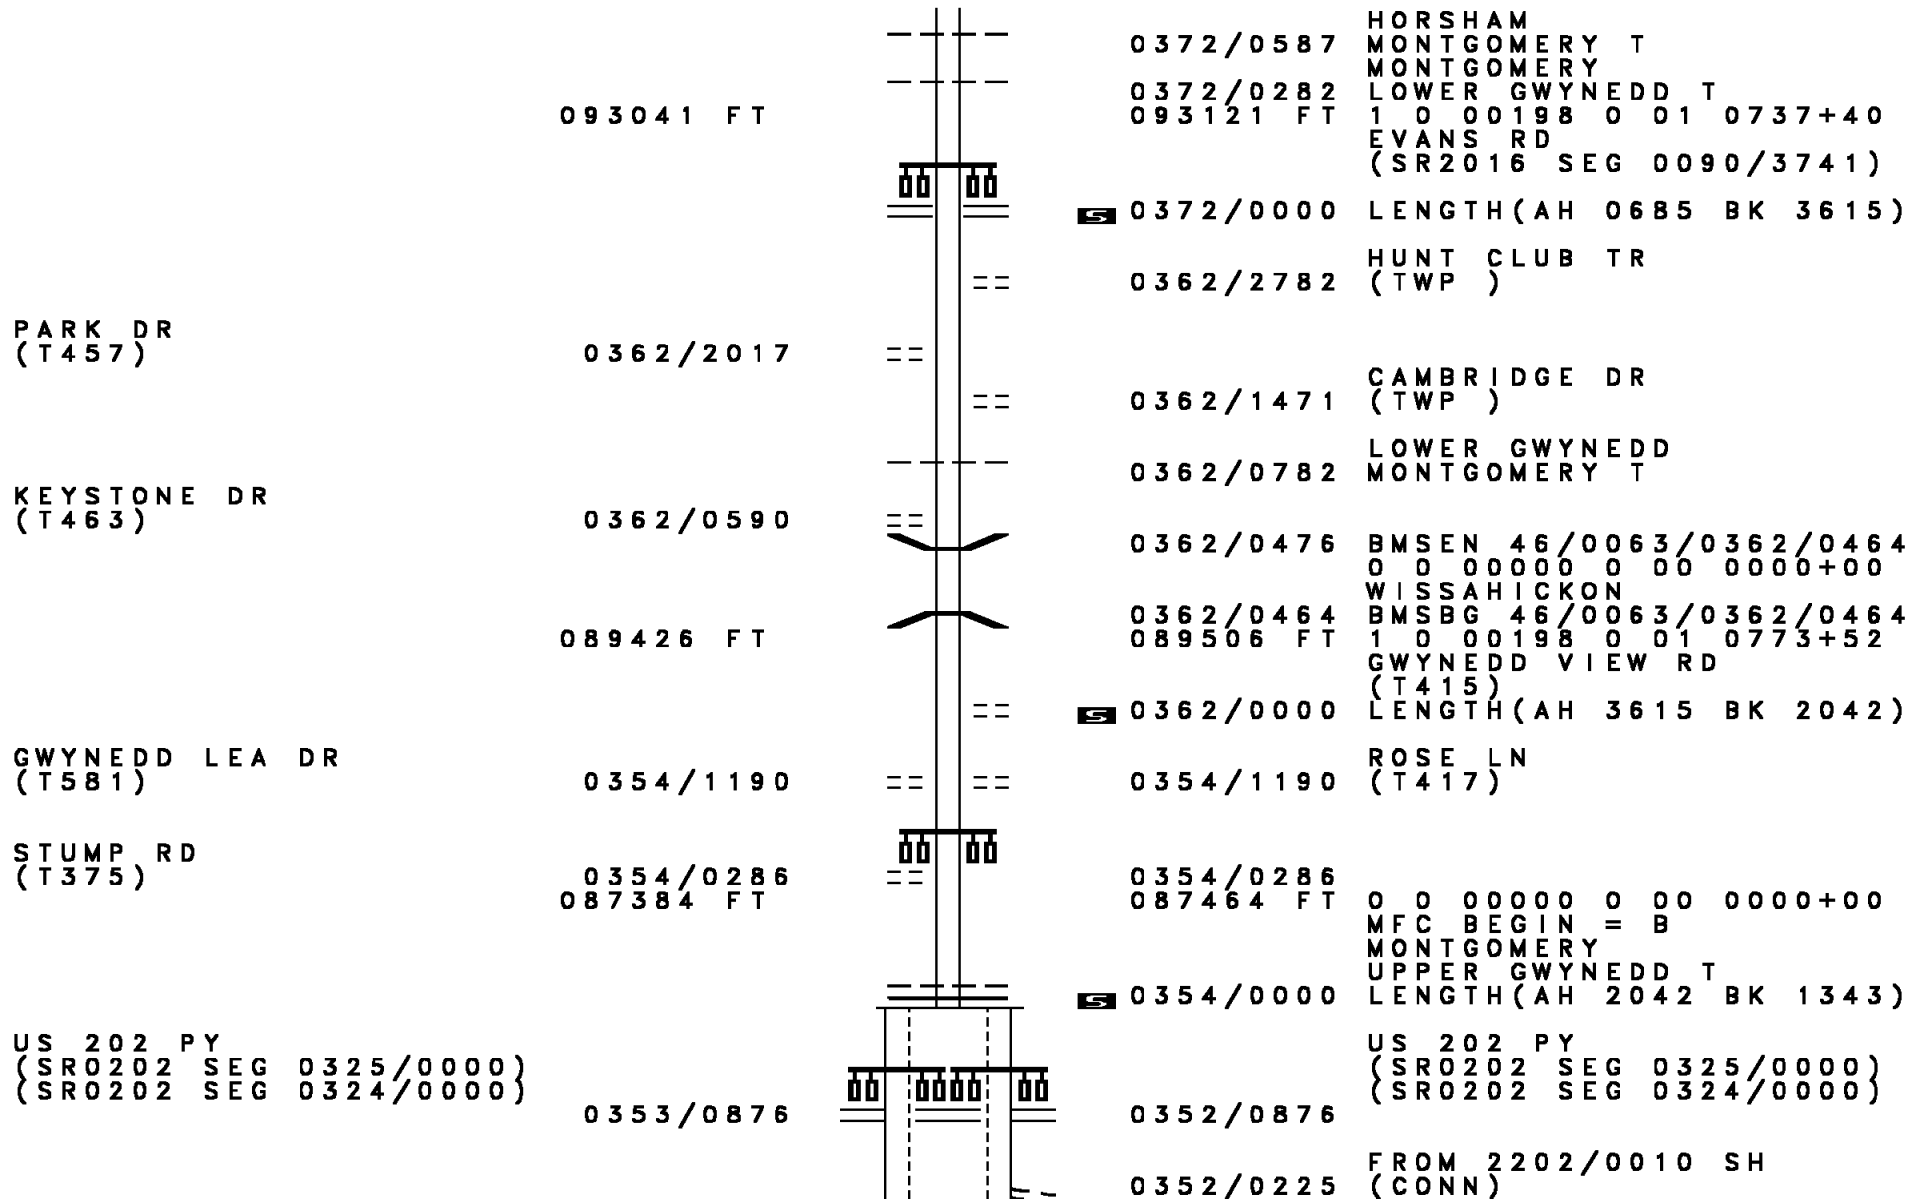 HORSHAM
0372/0587 MONTGOMERY T
MONTGOMERY
0372/0282 LOWER GWYNEDD T
093041 FT 093121 FT 1 0 00198 0 01 0737+40
EVANS RD
(SR2016 SEG 0090/3741)
S 0372/0000 LENGTH(AH 0685 BK 3615)
HUNT CLUB TR
0362/2782 (TWP )
PARK DR
(T457) 0362/2017
CAMBRIDGE DR
0362/1471 (TWP )
LOWER GWYNEDD
0362/0782 MONTGOMERY T
KEYSTONE DR
(T463) 0362/0590
0362/0476 BMSEN 46/0063/0362/0464
0 0 00000 0 00 0000+00
WISSAHICKON
0362/0464 BMSBG 46/0063/0362/0464
089426 FT 089506 FT 1 0 00198 0 01 0773+52
GWYNEDD VIEW RD
(T415)
S 0362/0000 LENGTH(AH 3615 BK 2042)
GWYNEDD LEA DR ROSE LN
(T581) 0354/1190 0354/1190 (T417)
STUMP RD
(T375) 0354/0286 0354/0286
087384 FT 087464 FT 0 0 00000 0 00 0000+00
MFC BEGIN = B
MONTGOMERY
UPPER GWYNEDD T
S 0354/0000 LENGTH(AH 2042 BK 1343)
US 202 PY US 202 PY
(SR0202 SEG 0325/0000) (SR0202 SEG 0325/0000)
(SR0202 SEG 0324/0000) (SR0202 SEG 0324/0000)
0353/0876 0352/0876
FROM 2202/0010 SH
0352/0225 (CONN)